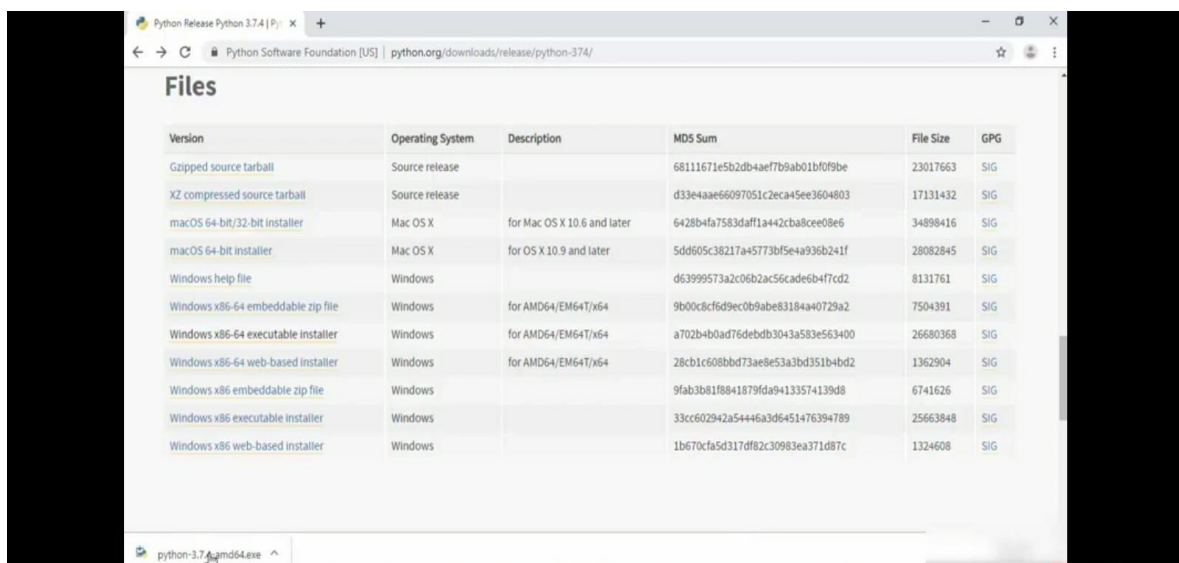 Python Release Python 3.7.4 | Py
Python Software Foundation [US] | python.org/downloads/release/python-374/
Files
Version Operating System Description MD5 Sum File Size GPG
Gzipped source tarball Source release 68111671e5b2db4aef7b9ab01bf0f9be 23017663 SIG
XZ compressed source tarball Source release d33e4aae66097051c2eca45ee3604803 17131432 SIG
macOS 64-bit/32-bit installer Mac OS X for Mac OS X 10.6 and later 6428b4fa7583daff1a442cba8cee08e6 34898416 SIG
macOS 64-bit installer Mac OS X for OS X 10.9 and later 5dd605c38217a45773bf5e4a936b241f 28082845 SIG
Windows help file Windows d63999573a2c06b2ac56cade6b4f7cd2 8131761 SIG
Windows x86-64 embeddable zip file Windows for AMD64/EM64T/x64 9b00c8cf6d9ec0b9abe83184a40729a2 7504391 SIG
Windows x86-64 executable installer Windows for AMD64/EM64T/x64 a702b4b0ad76debdb3043a583e563400 26680368 SIG
Windows x86-64 web-based installer Windows for AMD64/EM64T/x64 28cb1c608bbd73ae8e53a3bd351b4bd2 1362904 SIG
Windows x86 embeddable zip file Windows 9fab3b81f8841879fda94133574139d8 6741626 SIG
Windows x86 executable installer Windows 33cc602942a54446a3d6451476394789 25663848 SIG
Windows x86 web-based installer Windows 1b670cfa5d317df82c30983ea371d87c 1324608 SIG
python-3.7.4-amd64.exe